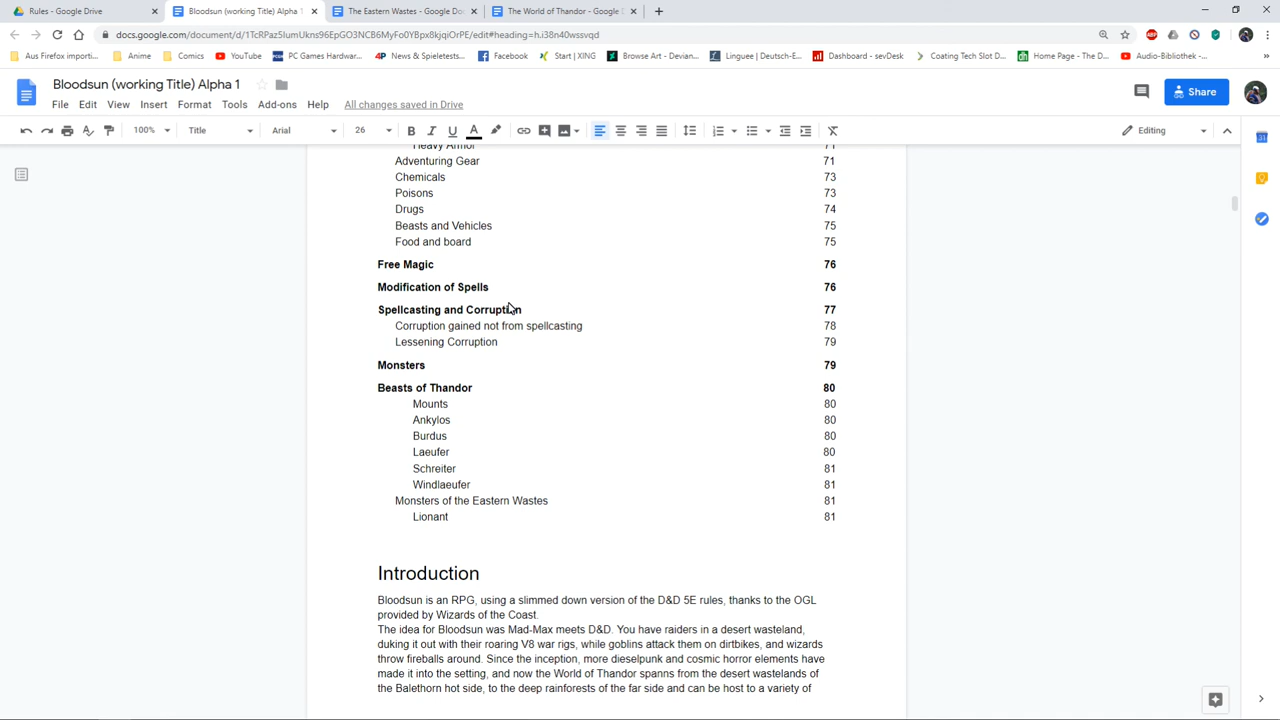 Rules - Google Drive
Bloodsun (working Title) Alpha 1
The Eastern Wastes - Google Do
The World of Thandor - Google D
docs.google.com/document/d/1TcRPaz5IumUkns96EpGO3NCB6MyFo0YBpx8kjqiOrPE/edit#heading=h.i38n40wssvqd
Aus Firefox importi...
Anime
Comics
YouTube
PC Games Hardwar...
News & Spieletests...
Facebook
Start | XING
Browse Art - Devian...
Linguee | Deutsch-E...
Dashboard - sevDesk
Coating Tech Slot D...
Home Page - The D...
Audio-Bibliothek -...
Bloodsun (working Title) Alpha 1
File Edit View Insert Format Tools Add-ons Help All changes saved in Drive
Share
100% Title Arial 26 B I U A Editing
Heavy Armor 71
Adventuring Gear 71
Chemicals 73
Poisons 73
Drugs 74
Beasts and Vehicles 75
Food and board 75
Free Magic 76
Modification of Spells 76
Spellcasting and Corruption 77
Corruption gained not from spellcasting 78
Lessening Corruption 79
Monsters 79
Beasts of Thandor 80
Mounts 80
Ankylos 80
Burdus 80
Laeufer 80
Schreiter 81
Windlaeufer 81
Monsters of the Eastern Wastes 81
Lionant 81
Introduction
Bloodsun is an RPG, using a slimmed down version of the D&D 5E rules, thanks to the OGL
provided by Wizards of the Coast.
The idea for Bloodsun was Mad-Max meets D&D. You have raiders in a desert wasteland,
duking it out with their roaring V8 war rigs, while goblins attack them on dirtbikes, and wizards
throw fireballs around. Since the inception, more dieselpunk and cosmic horror elements have
made it into the setting, and now the World of Thandor spans from the desert wastelands of
the Balethorn hot side, to the deep rainforests of the far side and can be host to a variety of